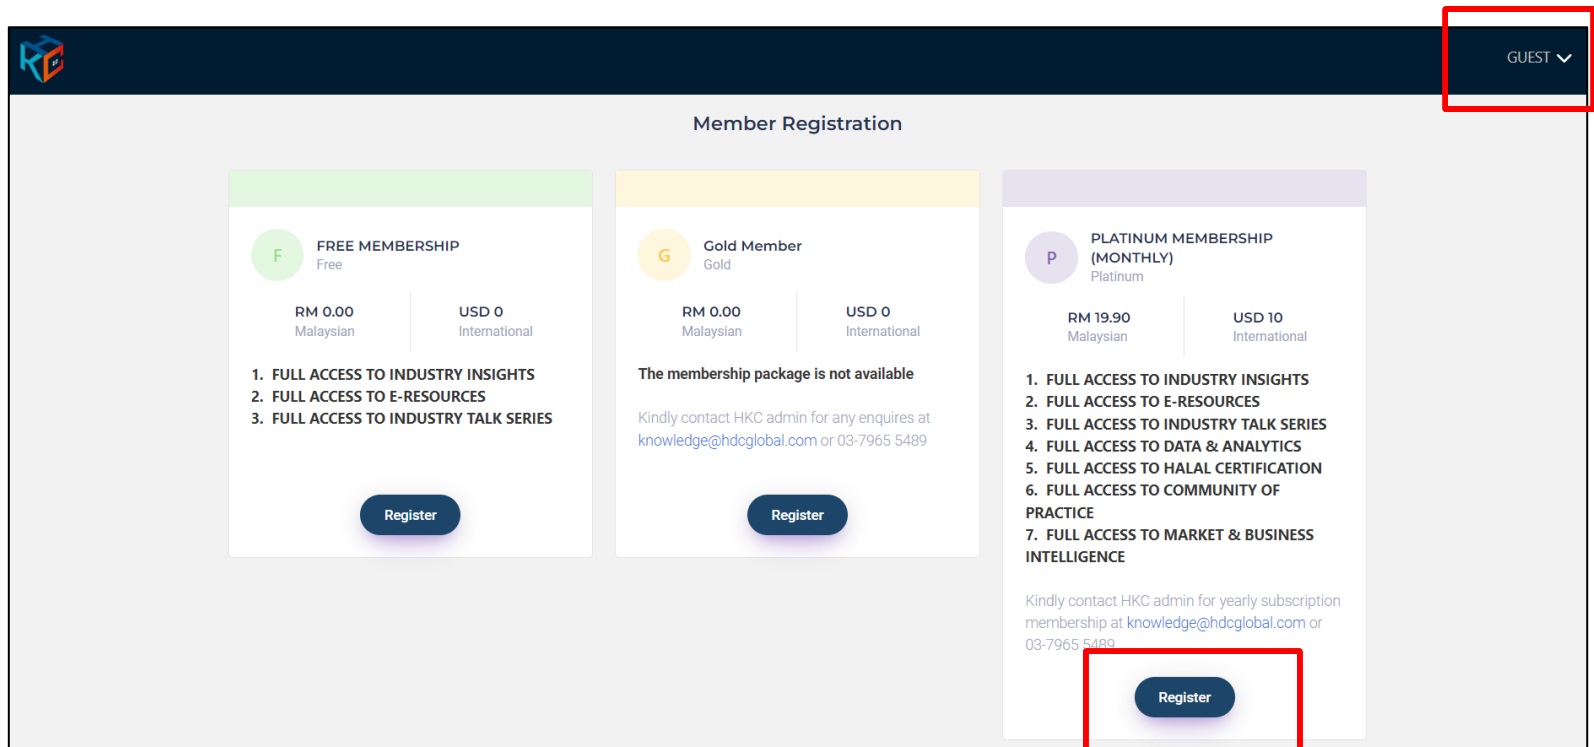 GUEST
Member Registration
F
FREE MEMBERSHIP
Free
RM 0.00
Malaysian
USD 0
International
1. FULL ACCESS TO INDUSTRY INSIGHTS
2. FULL ACCESS TO E-RESOURCES
3. FULL ACCESS TO INDUSTRY TALK SERIES
Register
G
Gold Member
Gold
RM 0.00
Malaysian
USD 0
International
The membership package is not available
Kindly contact HKC admin for any enquires at
knowledge@hdcglobal.com or 03-7965 5489
Register
P
PLATINUM MEMBERSHIP
(MONTHLY)
Platinum
RM 19.90
Malaysian
USD 10
International
1. FULL ACCESS TO INDUSTRY INSIGHTS
2. FULL ACCESS TO E-RESOURCES
3. FULL ACCESS TO INDUSTRY TALK SERIES
4. FULL ACCESS TO DATA & ANALYTICS
5. FULL ACCESS TO HALAL CERTIFICATION
6. FULL ACCESS TO COMMUNITY OF
PRACTICE
7. FULL ACCESS TO MARKET & BUSINESS
INTELLIGENCE
Kindly contact HKC admin for yearly subscription
membership at knowledge@hdcglobal.com or
03-7965 5489
Register